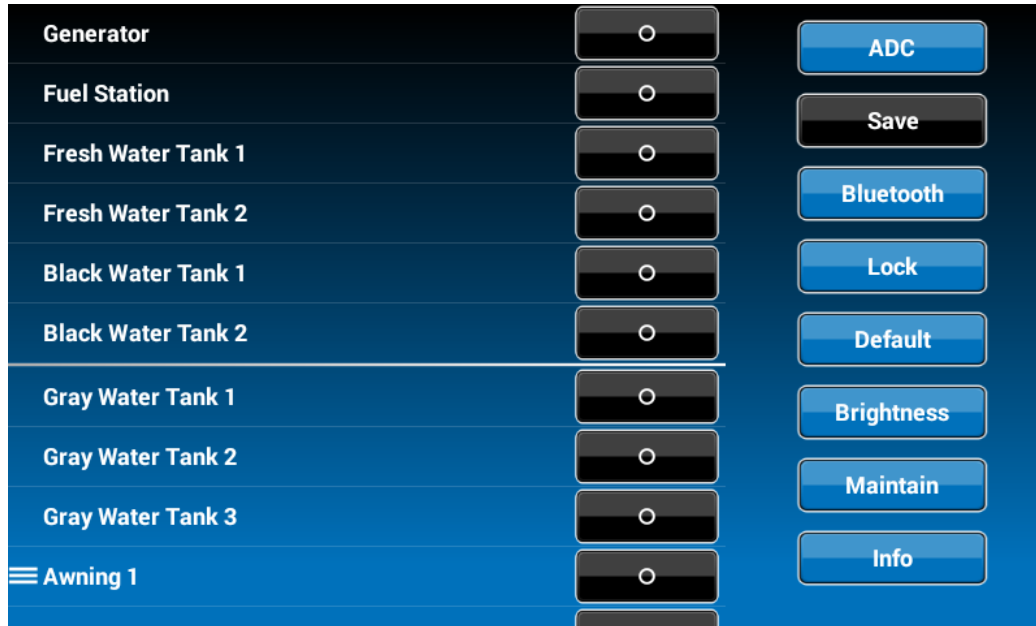 Generator
Fuel Station
Fresh Water Tank 1
Fresh Water Tank 2
Black Water Tank 1
Black Water Tank 2
Gray Water Tank 1
Gray Water Tank 2
Gray Water Tank 3
Awning 1
ADC
Save
Bluetooth
Lock
Default
Brightness
Maintain
Info